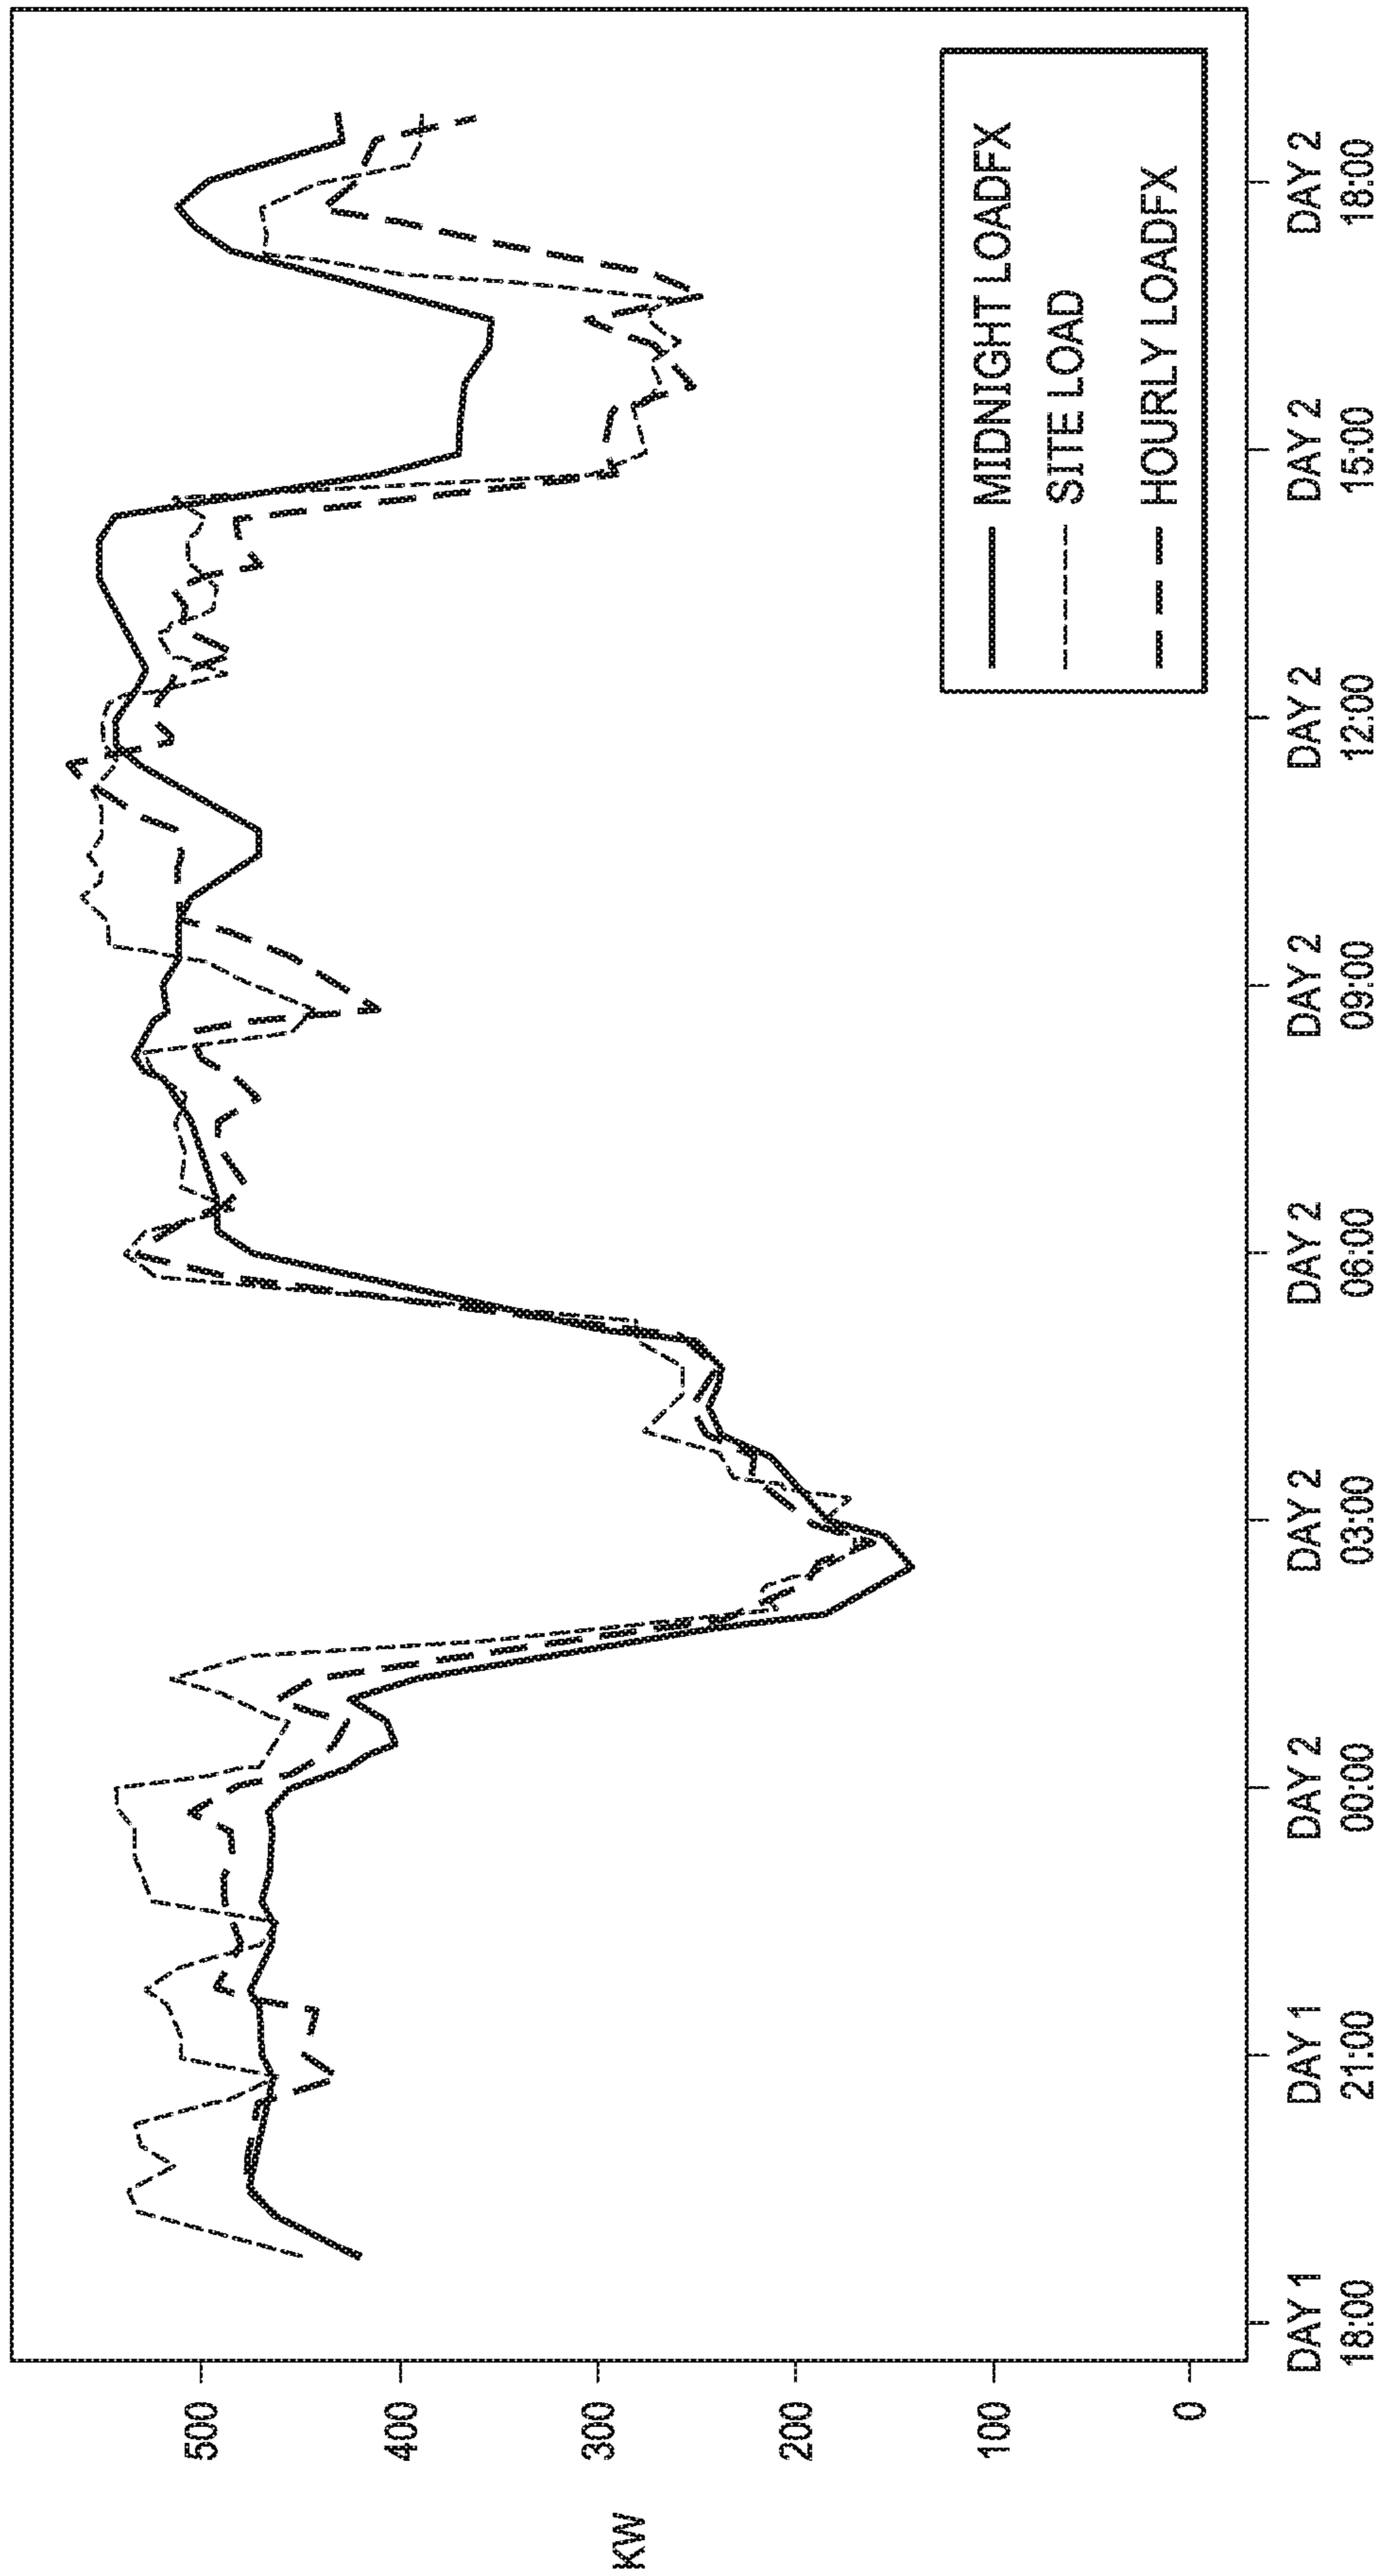 KW
500
400
300
200
100
0
MIDNIGHT LOADFX
SITE LOAD
HOURLY LOADFX
DAY 1
18:00
DAY 1
21:00
DAY 2
00:00
DAY 2
03:00
DAY 2
06:00
DAY 2
09:00
DAY 2
12:00
DAY 2
15:00
DAY 2
18:00